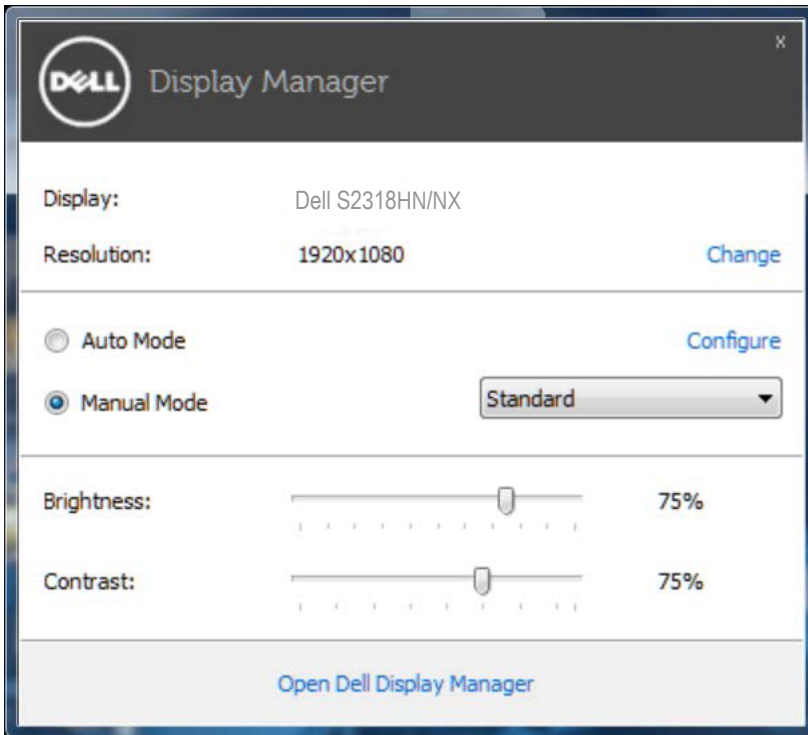 x
DELL Display Manager
Display: Dell S2318HN/NX
Resolution: 1920x1080 Change
Auto Mode Configure
Manual Mode Standard
Brightness: 75%
Contrast: 75%
Open Dell Display Manager